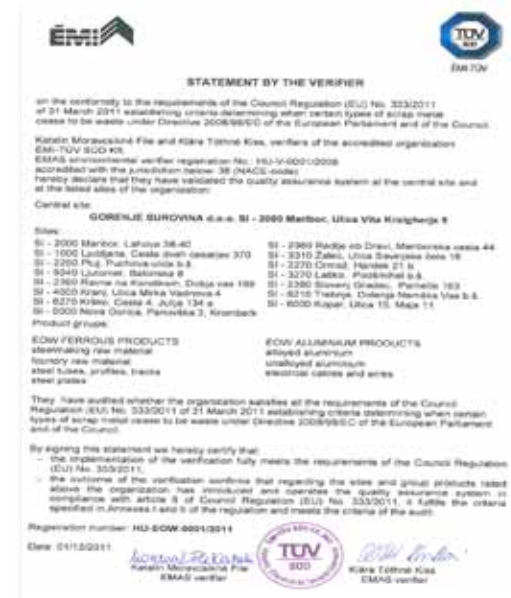 ÉMI
TÜV
SÜD
ÉMI-TÜV
STATEMENT BY THE VERIFIER
on the conformity to the requirements of the Council Regulation (EU) No. 333/2011
of 31 March 2011 establishing criteria determining when certain types of scrap metal
cease to be waste under Directive 2008/98/EC of the European Parliament and of the Council.
Katalin Moravcsikné File and Klára Tóthné Kiss, verifiers of the accredited organization
ÉMI-TÜV SÜD Kft.
EMAS environmental verifier registration No.: HU-V-0001/2008
accredited with the jurisdiction below: 38 (NACE-code)
hereby declare that they have validated the quality assurance system at the central site and
at the listed sites of the organization:
Central site:
GORENJE SUROVINA d.o.o. SI - 2000 Maribor, Ulica Vita Kraigherja 5
Sites:
SI - 2000 Maribor, Lahova 38-40
SI - 1000 Ljubljana, Cesta dveh cesarjev 370
SI - 2250 Ptuj, Puchova ulica b.š.
SI - 9240 Ljutomer, Babinska 8
SI - 2390 Ravne na Koroškem, Dobja vas 189
SI - 4000 Kranj, Ulica Mirka Vadnova 4
SI - 8270 Krško, Cesta 4. Julija 134 a
SI - 5000 Nova Gorica, Panovška 3, Kromberk
SI - 2360 Radlje ob Dravi, Mariborska cesta 44
SI - 3310 Žalec, Ulica Savinjske čete
SI - 2270 Ormož, Hardek 21 b
SI - 3270 Laško, b.š.
SI - 2380 Slovenj Gradec, Pameče 163
SI - 8210 Trebnje, Dolenja Nemška Vas b.š.
SI - 6000 Koper, Ulica 15. Maja 11
Product groups:
EOW FERROUS PRODUCTS
steelmaking raw material
foundry raw material
steel tubes, profiles, tracks
steel plates
EOW ALUMINIUM PRODUCTS
alloyed aluminium
unalloyed aluminium
electrical cables and wires
They have audited whether the organization satisfies all the requirements of the Council
Regulation (EU) No. 333/2011 of 31 March 2011 establishing criteria determining when certain
types of scrap metal cease to be waste under Directive 2008/98/EC of the European Parliament
and of the Council.
By signing this statement we hereby certify that:
- the implementation of the verification fully meets the requirements of the Council Regulation
(EU) No. 333/2011,
- the outcome of the verification confirms that regarding the sites and group products listed
above the organization has introduced and operates the quality assurance system in
compliance with article 6 of Council Regulation (EU) No. 333/2011, it fulfills the criteria
specified in Annexes I and II of the regulation and meets the criteria of the audit.
Registration number: HU-EOW-0001/2011
Date: 01/12/2011
Katalin Moravcsikné File
EMAS verifier
TÜV
SÜD
Klára Tóthné Kiss
EMAS verifier